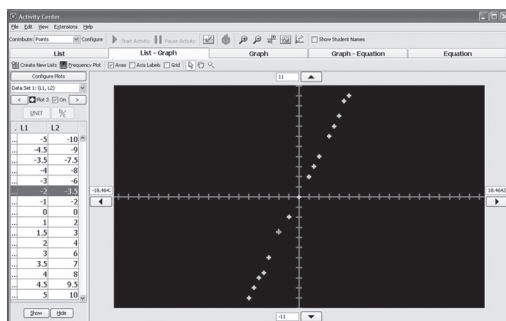 Activity Center
File Edit View Extensions Help
Contribute: Points Configure Start Activity Pause Activity Show Student Names
List List - Graph Graph Graph - Equation Equation
Create New Lists Frequency Plot Axes Axis Labels Grid
Configure Plots
Data Set 1: (L1, L2)
< Plot 3 On >
UNIT
L1 L2
... -5 -10
... -4.5 -9
... -3.5 -7.5
... -4 -8
... -3 -6
... -2 -3.5
... -1 -2
... 0 0
... 1 2
... 1.5 3
... 2 4
... 3 6
... 3.5 7
... 4 8
... 4.5 9.5
... 5 10
Show Hide
11
-18.4642
18.4642
-11